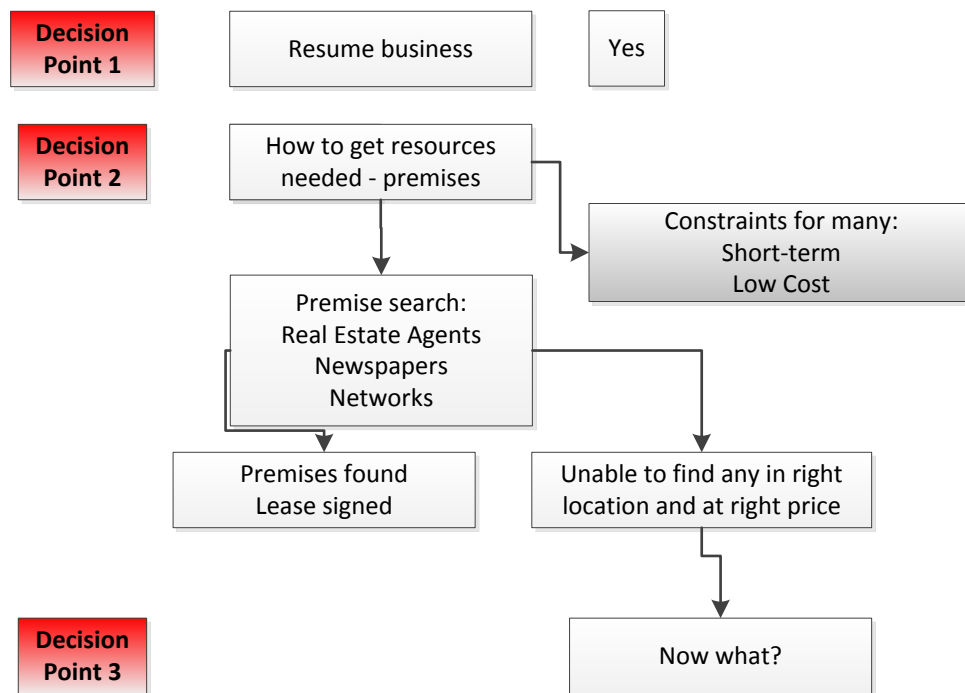 Decision
Point 1
Resume business
Yes
Decision
Point 2
How to get resources
needed - premises
Constraints for many:
Short-term
Low Cost
Premise search:
Real Estate Agents
Newspapers
Networks
Premises found
Lease signed
Unable to find any in right
location and at right price
Decision
Point 3
Now what?